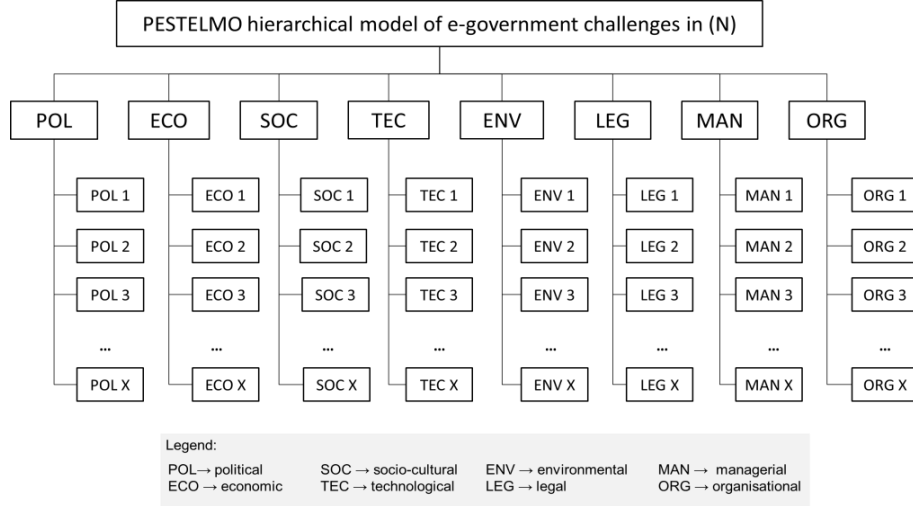 PESTELMO hierarchical model of e-government challenges in (N)
POL ECO SOC TEC ENV LEG MAN ORG
POL 1 ECO 1 SOC 1 TEC 1 ENV 1 LEG 1 MAN 1 ORG 1
POL 2 ECO 2 SOC 2 TEC 2 ENV 2 LEG 2 MAN 2 ORG 2
POL 3 ECO 3 SOC 3 TEC 3 ENV 3 LEG 3 MAN 3 ORG 3
... ... ... ... ... ... ... ...
POL X ECO X SOC X TEC X ENV X LEG X MAN X ORG X
Legend:
POL→ political SOC → socio-cultural ENV → environmental MAN → managerial
ECO → economic TEC → technological LEG → legal ORG → organisational